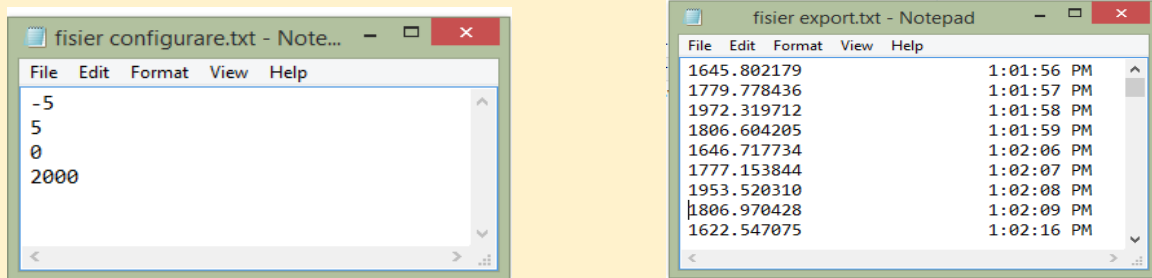 fisier configurare.txt - Note...
File Edit Format View Help
-5
5
0
2000
fisier export.txt - Notepad
File Edit Format View Help
1645.802179 1:01:56 PM
1779.778436 1:01:57 PM
1972.319712 1:01:58 PM
1806.604205 1:01:59 PM
1646.717734 1:02:06 PM
1777.153844 1:02:07 PM
1953.520310 1:02:08 PM
1806.970428 1:02:09 PM
1622.547075 1:02:16 PM